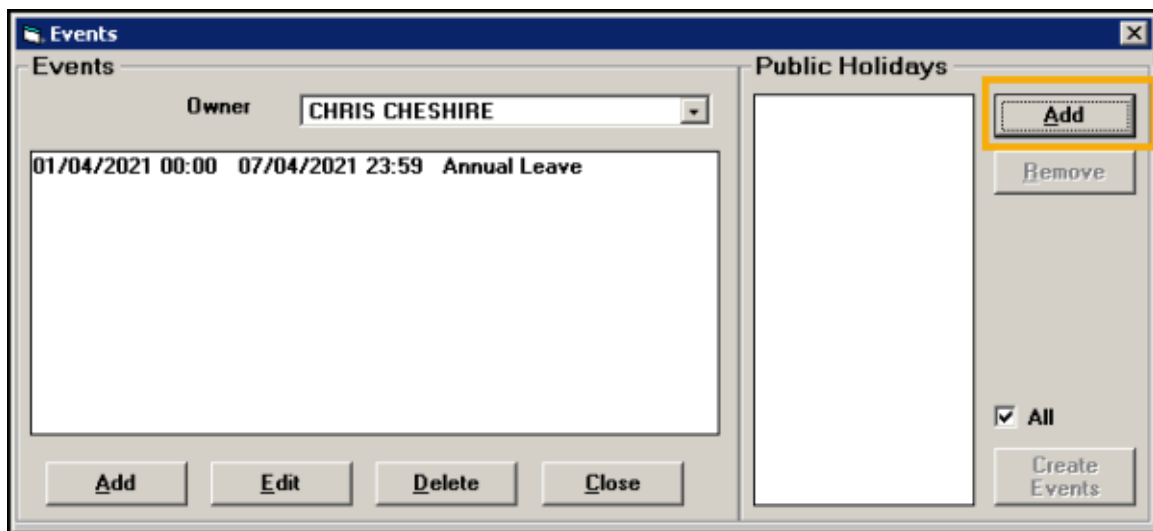 Events
Events
Owner CHRIS CHESHIRE
01/04/2021 00:00 07/04/2021 23:59 Annual Leave
Add Edit Delete Close
Public Holidays
Add
Remove
All
Create
Events